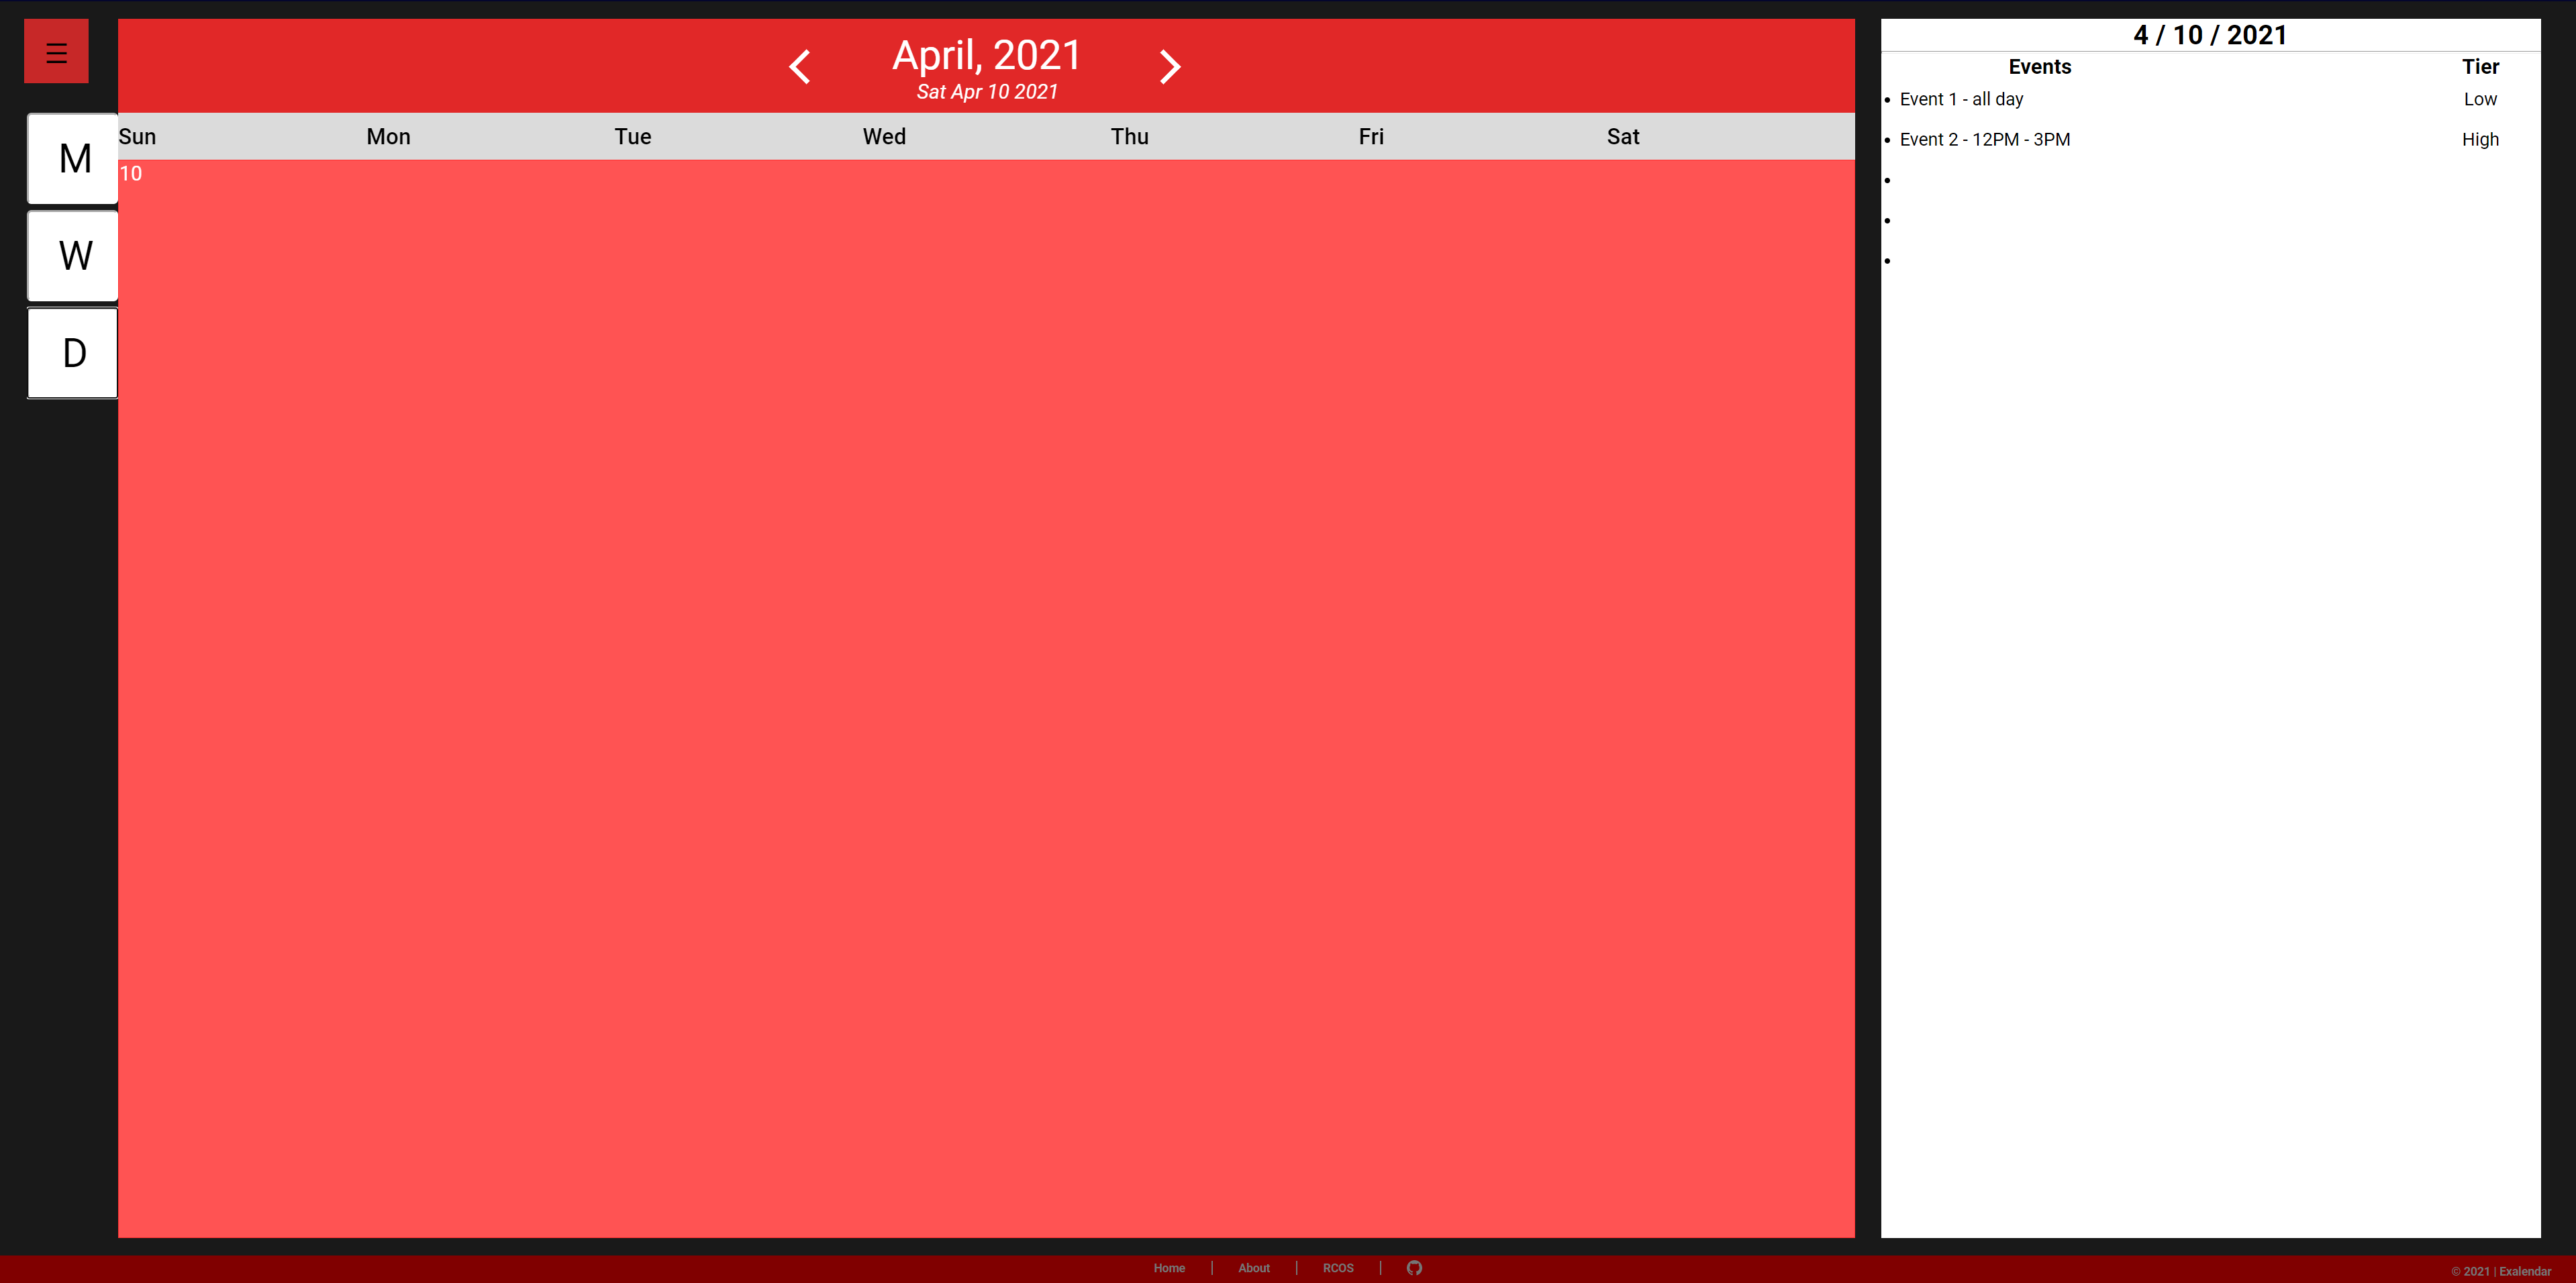 April, 2021
Sat Apr 10 2021
M
W
D
Sun Mon Tue Wed Thu Fri Sat
10
4 / 10 / 2021
Events Tier
Event 1 - all day Low
Event 2 - 12PM - 3PM High
Home | About | RCOS |
© 2021 | Exalendar